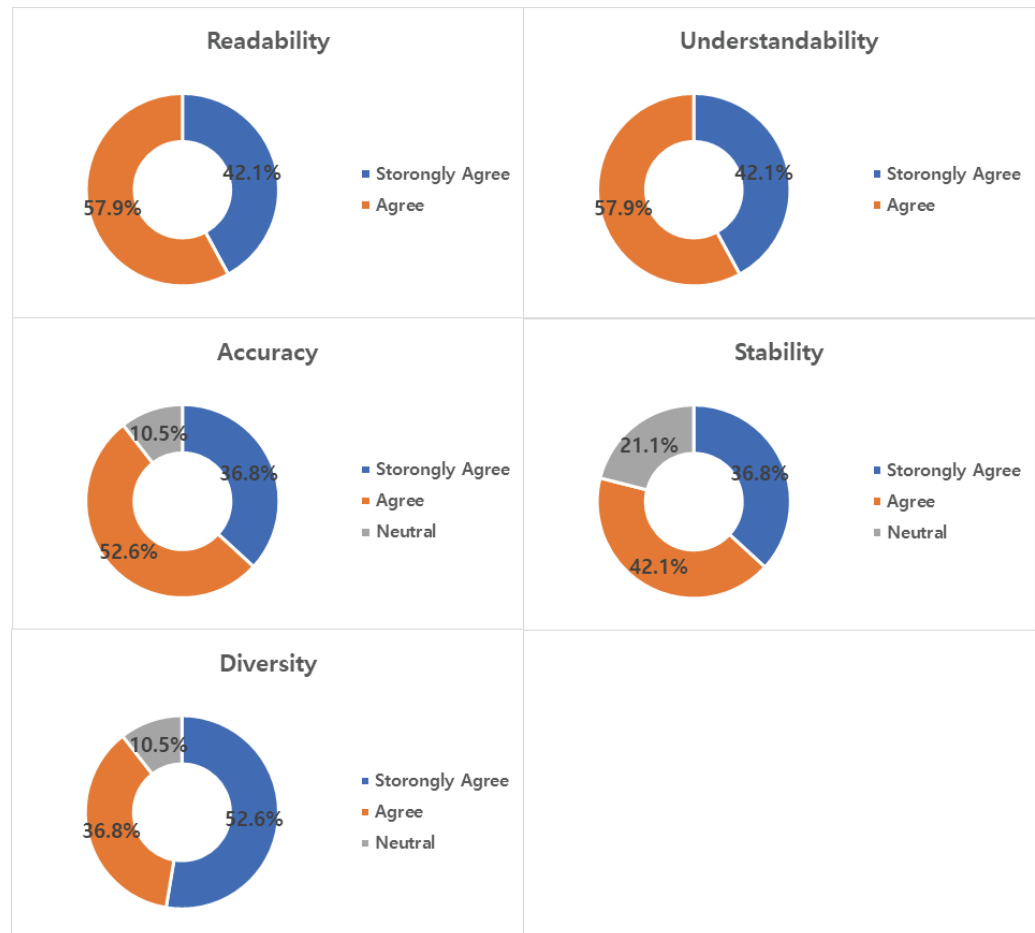 Readability
42.1%
57.9%
Storongly Agree
Agree
Understandability
42.1%
57.9%
Storongly Agree
Agree
Accuracy
10.5%
36.8%
52.6%
Storongly Agree
Agree
Neutral
Stability
21.1%
36.8%
42.1%
Storongly Agree
Agree
Neutral
Diversity
10.5%
52.6%
36.8%
Storongly Agree
Agree
Neutral